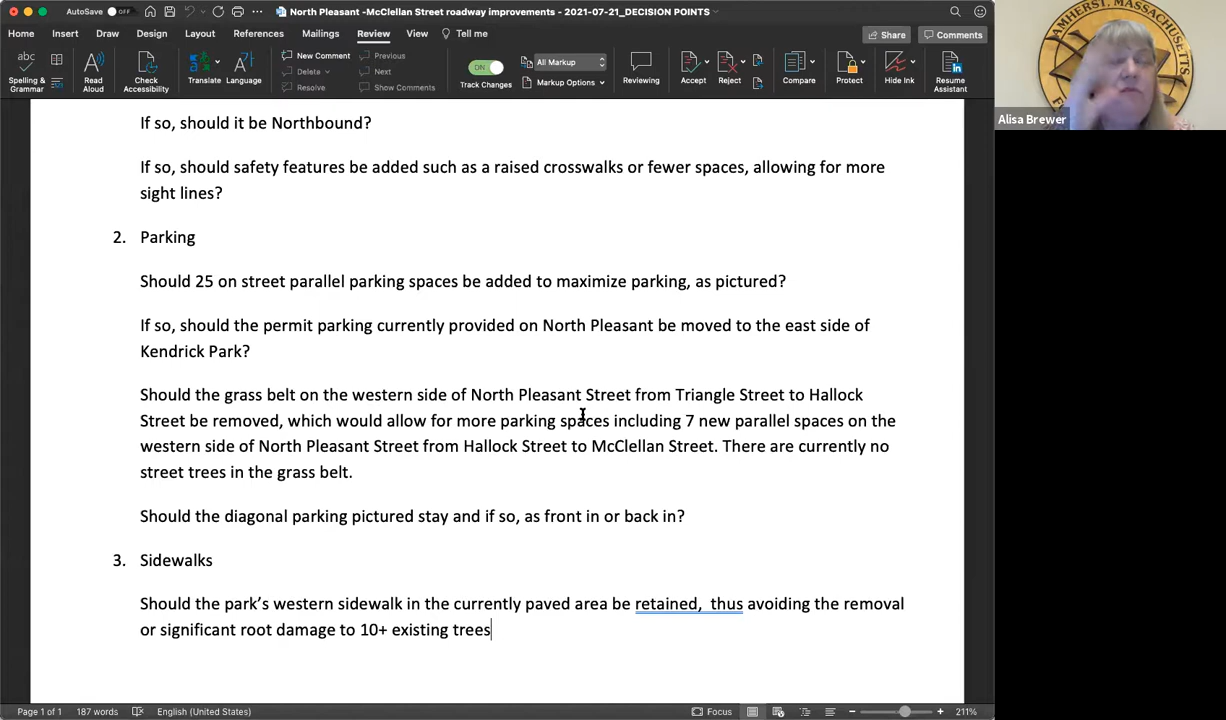 AutoSave OFF
North Pleasant -McClellan Street roadway improvements - 2021-07-21_DECISION POINTS
Home Insert Draw Design Layout References Mailings Review View Tell me
Share Comments
Spelling & Grammar
Read Aloud
Check Accessibility
Translate
Language
New Comment
Delete
Resolve
Previous
Next
Show Comments
ON
Track Changes
All Markup
Markup Options
Reviewing
Accept
Reject
Compare
Protect
Hide Ink
Resume Assistant
If so, should it be Northbound?
If so, should safety features be added such as a raised crosswalks or fewer spaces, allowing for more
sight lines?
2. Parking
Should 25 on street parallel parking spaces be added to maximize parking, as pictured?
If so, should the permit parking currently provided on North Pleasant be moved to the east side of
Kendrick Park?
Should the grass belt on the western side of North Pleasant Street from Triangle Street to Hallock
Street be removed, which would allow for more parking spaces including 7 new parallel spaces on the
western side of North Pleasant Street from Hallock Street to McClellan Street. There are currently no
street trees in the grass belt.
Should the diagonal parking pictured stay and if so, as front in or back in?
3. Sidewalks
Should the park's western sidewalk in the currently paved area be retained,  thus avoiding the removal
or significant root damage to 10+ existing trees
Page 1 of 1 187 words English (United States) Focus 211%
AMHERST, MASSACHUSETTS
Alisa Brewer